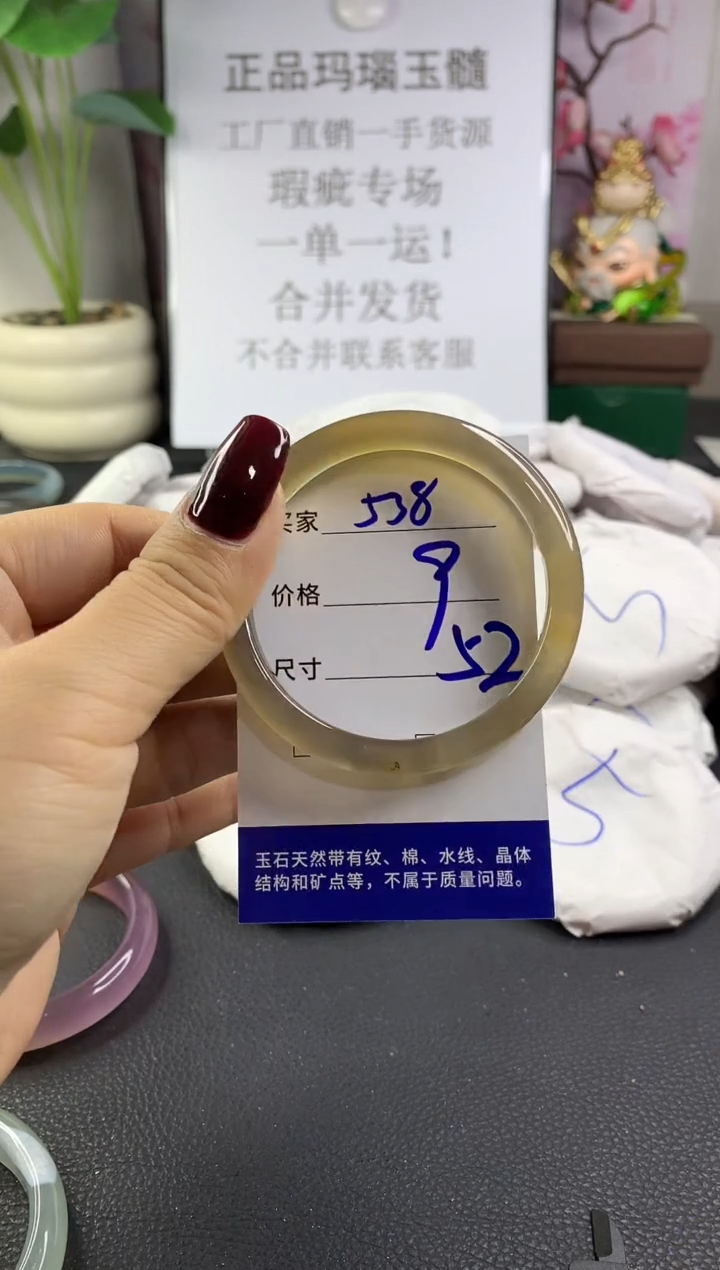 正品玛瑙玉髓
工厂直销一手货源
瑕疵专场
一单一运！
合并发货
不合并联系客服
买家 538
价格 9
尺寸 52
玉石天然带有纹、棉、水线、晶体
结构和矿点等，不属于质量问题。
5